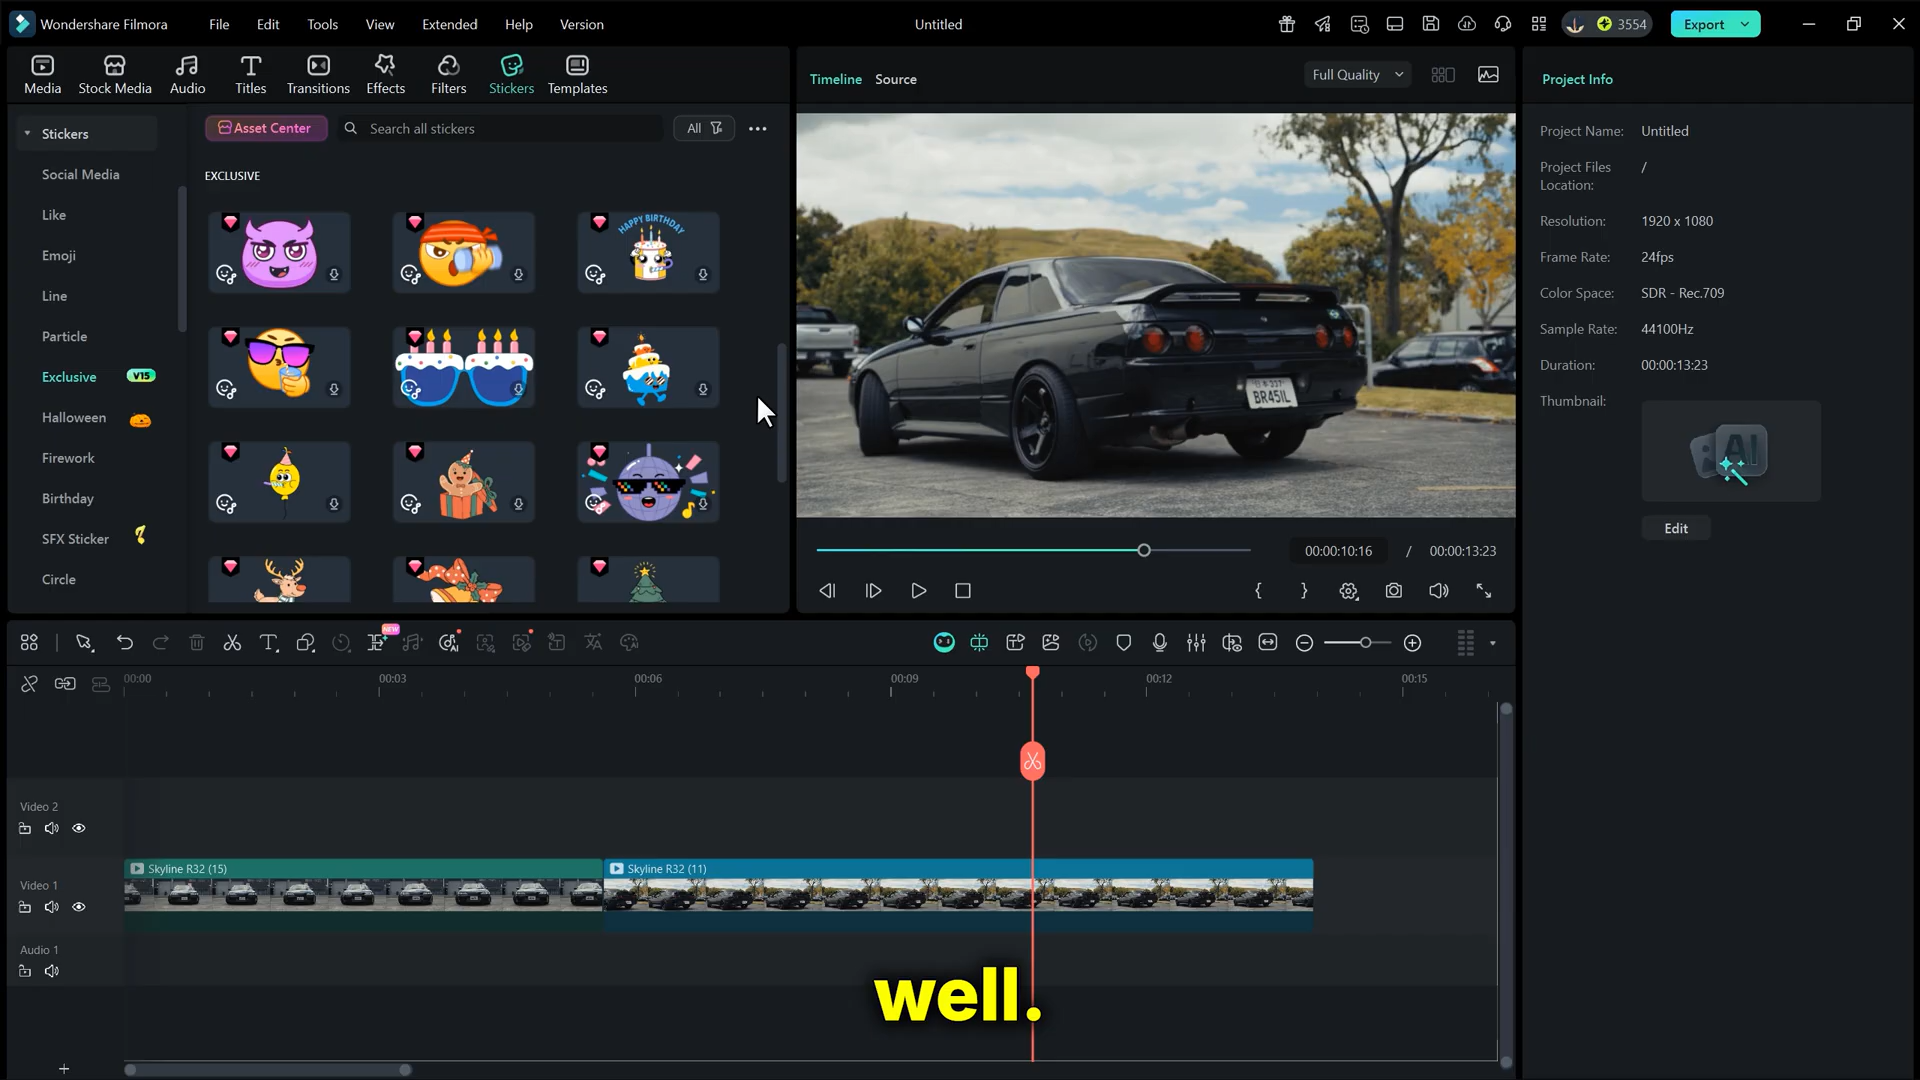 Wondershare Filmora
File
Edit
Tools
View
Extended
Help
Version
Untitled
3554
Export
Media
Stock Media
Audio
Titles
Transitions
Effects
Filters
Stickers
Templates
Stickers
Social Media
Like
Emoji
Line
Particle
Exclusive
V15
Halloween
Firework
Birthday
SFX Sticker
Circle
Asset Center
Search all stickers
All
EXCLUSIVE
HAPPY BIRTHDAY
Timeline
Source
Full Quality
BR45IL
00:00:10:16
/
00:00:13:23
Project Info
Project Name:
Untitled
Project Files
Location:
/
Resolution:
1920 x 1080
Frame Rate:
24fps
Color Space:
SDR - Rec.709
Sample Rate:
44100Hz
Duration:
00:00:13:23
Thumbnail:
AI
Edit
NEW
00:00
00:03
00:06
00:09
00:12
00:15
Video 2
Skyline R32 (15)
Skyline R32 (11)
Video 1
Audio 1
well.